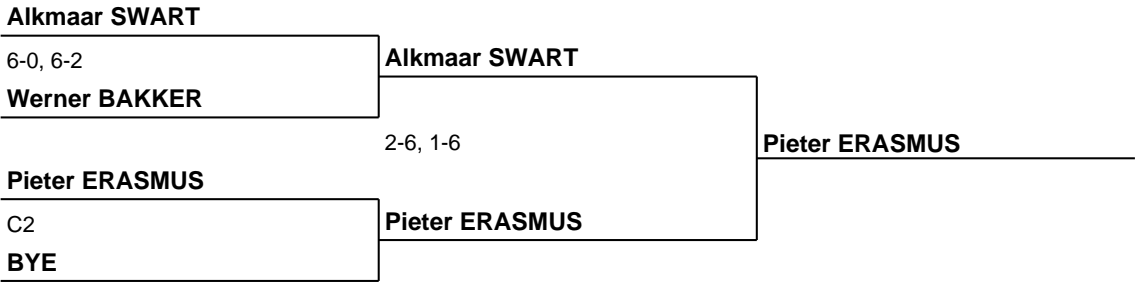 Alkmaar SWART
6-0, 6-2
Alkmaar SWART
Werner BAKKER
2-6, 1-6
Pieter ERASMUS
Pieter ERASMUS
C2
Pieter ERASMUS
BYE